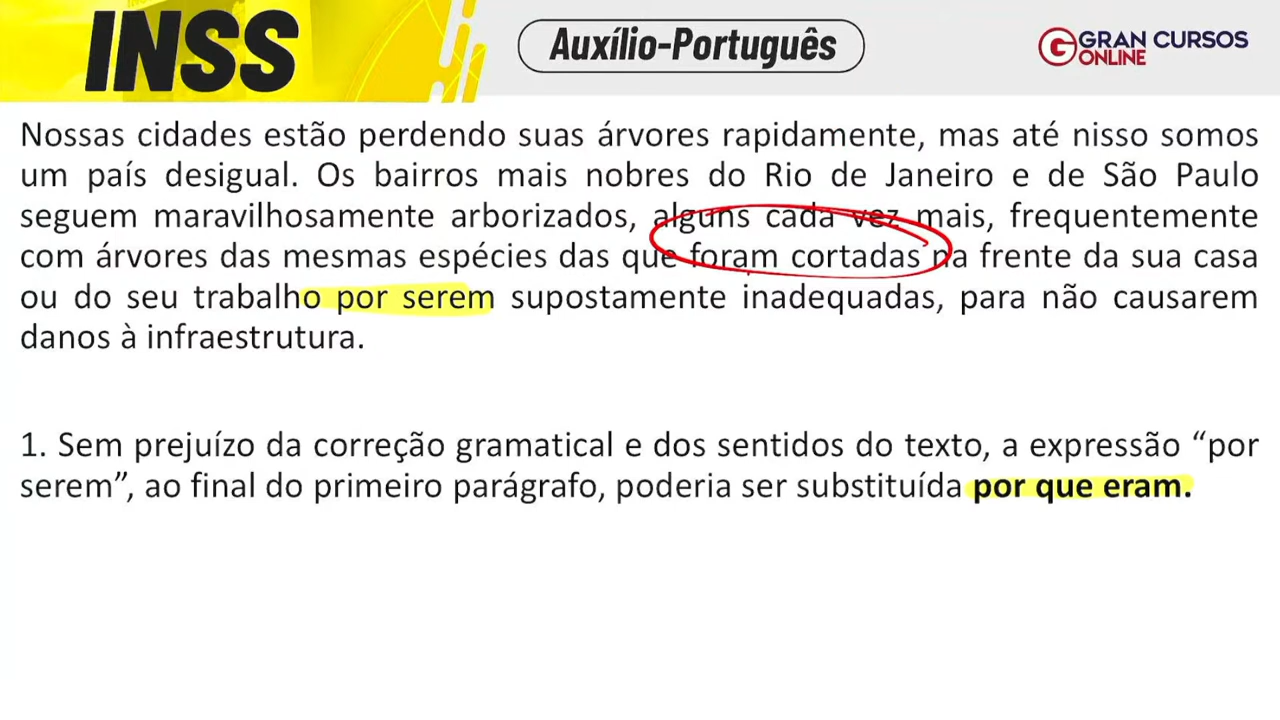 INSS
Auxílio-Português
GRAN CURSOS
ONLINE
Nossas cidades estão perdendo suas árvores rapidamente, mas até nisso somos
um país desigual. Os bairros mais nobres do Rio de Janeiro e de São Paulo
seguem maravilhosamente arborizados, alguns cada vez mais, frequentemente
com árvores das mesmas espécies das que foram cortadas na frente da sua casa
ou do seu trabalho por serem supostamente inadequadas, para não causarem
danos à infraestrutura.
1. Sem prejuízo da correção gramatical e dos sentidos do texto, a expressão “por
serem”, ao final do primeiro parágrafo, poderia ser substituída por que eram.